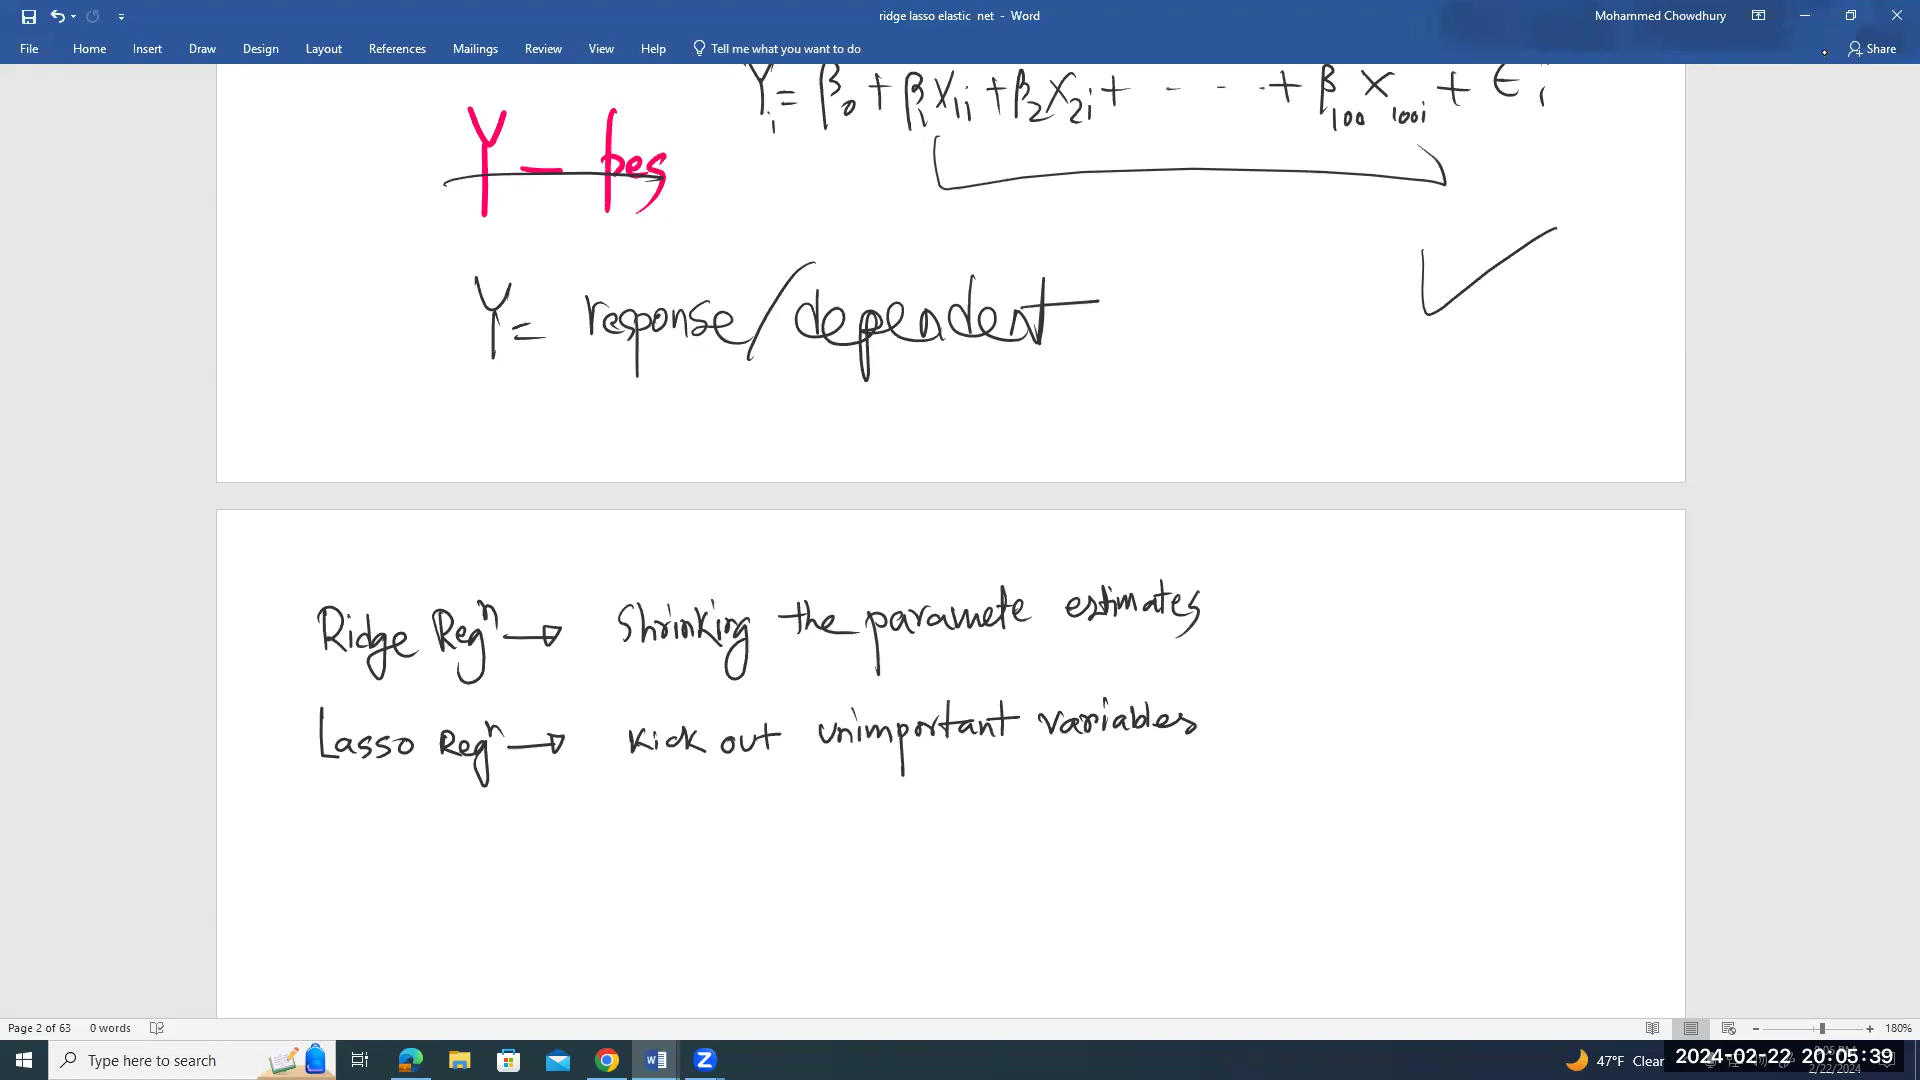 ridge lasso elastic net - Word
Mohammed Chowdhury
File Home Insert Draw Design Layout References Mailings Review View Help Tell me what you want to do Share
Yᵢ = β₀ + β₁X₁ᵢ + β₂X₂ᵢ + - - - - + β₁₀₀ X₁₀₀ᵢ + ϵᵢ
Y = response/dependent
Ridge Regⁿ → Shrinking the paramete estimates
Lasso Regⁿ → Kick out unimportant variables
Page 2 of 63 0 words 180%
Type here to search
47°F Clear
2024-02-22 20:05:39
2/22/2024